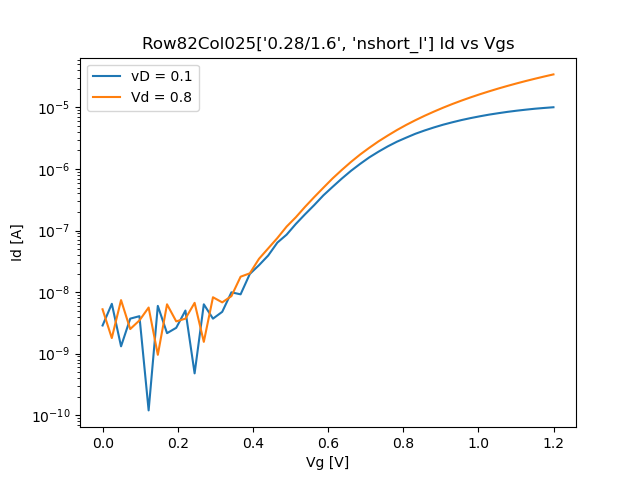 Row82Col025['0.28/1.6', 'nshort_l'] Id vs Vgs
vD = 0.1
Vd = 0.8
Id [A]
10⁻⁵
10⁻⁶
10⁻⁷
10⁻⁸
10⁻⁹
10⁻¹⁰
0.0 0.2 0.4 0.6 0.8 1.0 1.2
Vg [V]